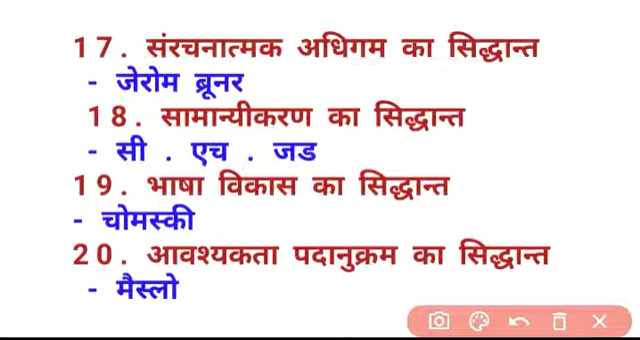 17. संरचनात्मक अधिगम का सिद्धान्त
- जेरोम ब्रूनर
18. सामान्यीकरण का सिद्धान्त
- सी . एच . जड
19. भाषा विकास का सिद्धान्त
- चोमस्की
20. आवश्यकता पदानुक्रम का सिद्धान्त
- मैस्लो